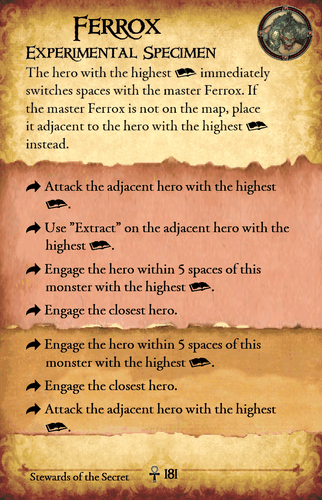 Ferrox
Experimental Specimen
The hero with the highest immediately
switches spaces with the master Ferrox. If
the master Ferrox is not on the map, place
it adjacent to the hero with the highest
instead.
Attack the adjacent hero with the highest
.
Use "Extract" on the adjacent hero with the
highest .
Engage the hero within 5 spaces of this
monster with the highest .
Engage the closest hero.
Engage the hero within 5 spaces of this
monster with the highest .
Engage the closest hero.
Attack the adjacent hero with the highest
.
Stewards of the Secret 181